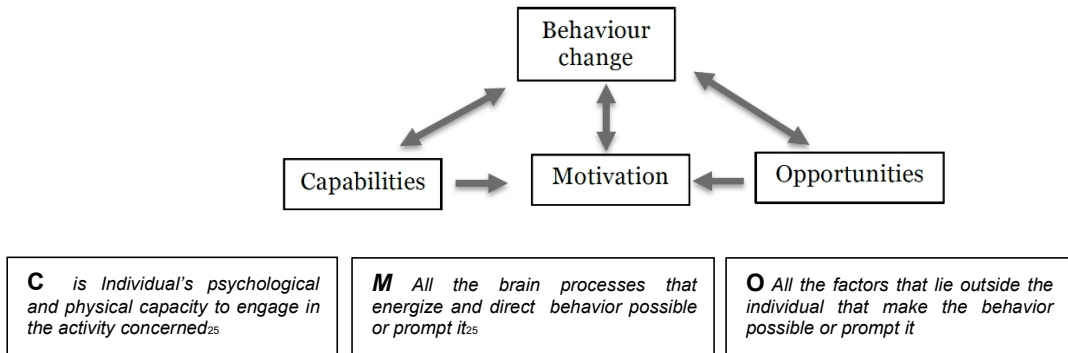 Behaviour
change
Capabilities
Motivation
Opportunities
C is Individual's psychological
and physical capacity to engage in
the activity concerned25
M All the brain processes that
energize and direct behavior possible
or prompt it25
O All the factors that lie outside the
individual that make the behavior
possible or prompt it